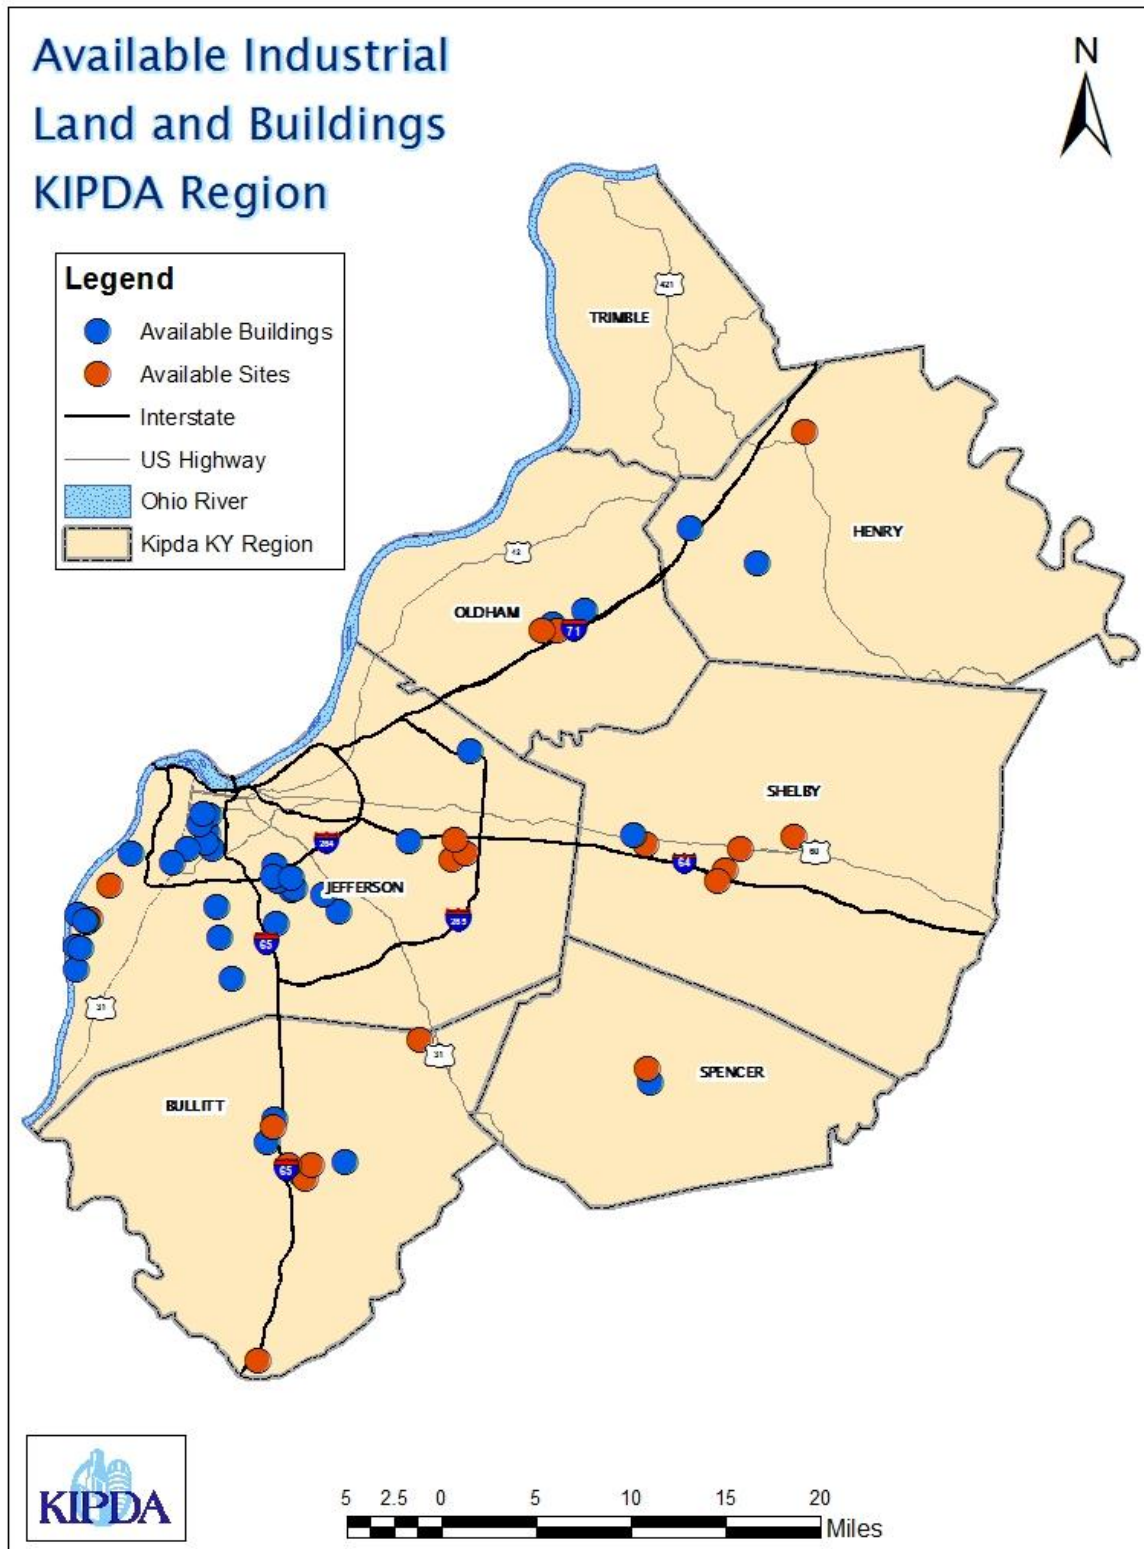 Available Industrial
Land and Buildings
KIPDA Region
N
Legend
Available Buildings
Available Sites
Interstate
US Highway
Ohio River
Kipda KY Region
421
TRIMBLE
HENRY
42
OLDHAM
71
SHELBY
60
264
64
JEFFERSON
265
65
31
31
SPENCER
BULLITT
65
KIPDA
5 2.5 0 5 10 15 20
Miles